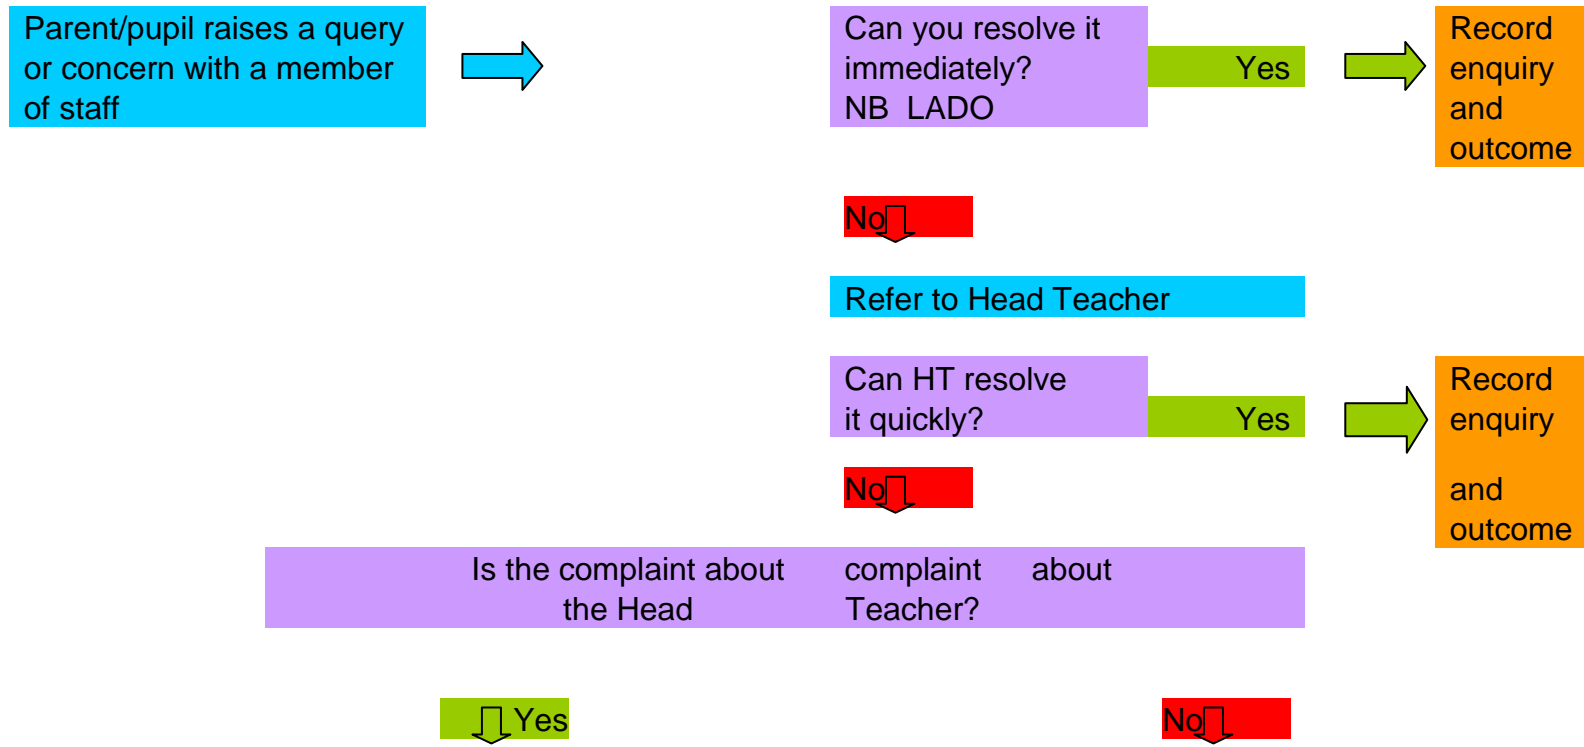 Parent/pupil raises a query
or concern with a member
of staff
Can you resolve it
immediately?
NB LADO
Yes
Record
enquiry
and
outcome
No
Refer to Head Teacher
Can HT resolve
it quickly?
Yes
Record
enquiry
and
outcome
No
Is the complaint about complaint about
the Head Teacher?
Yes
No